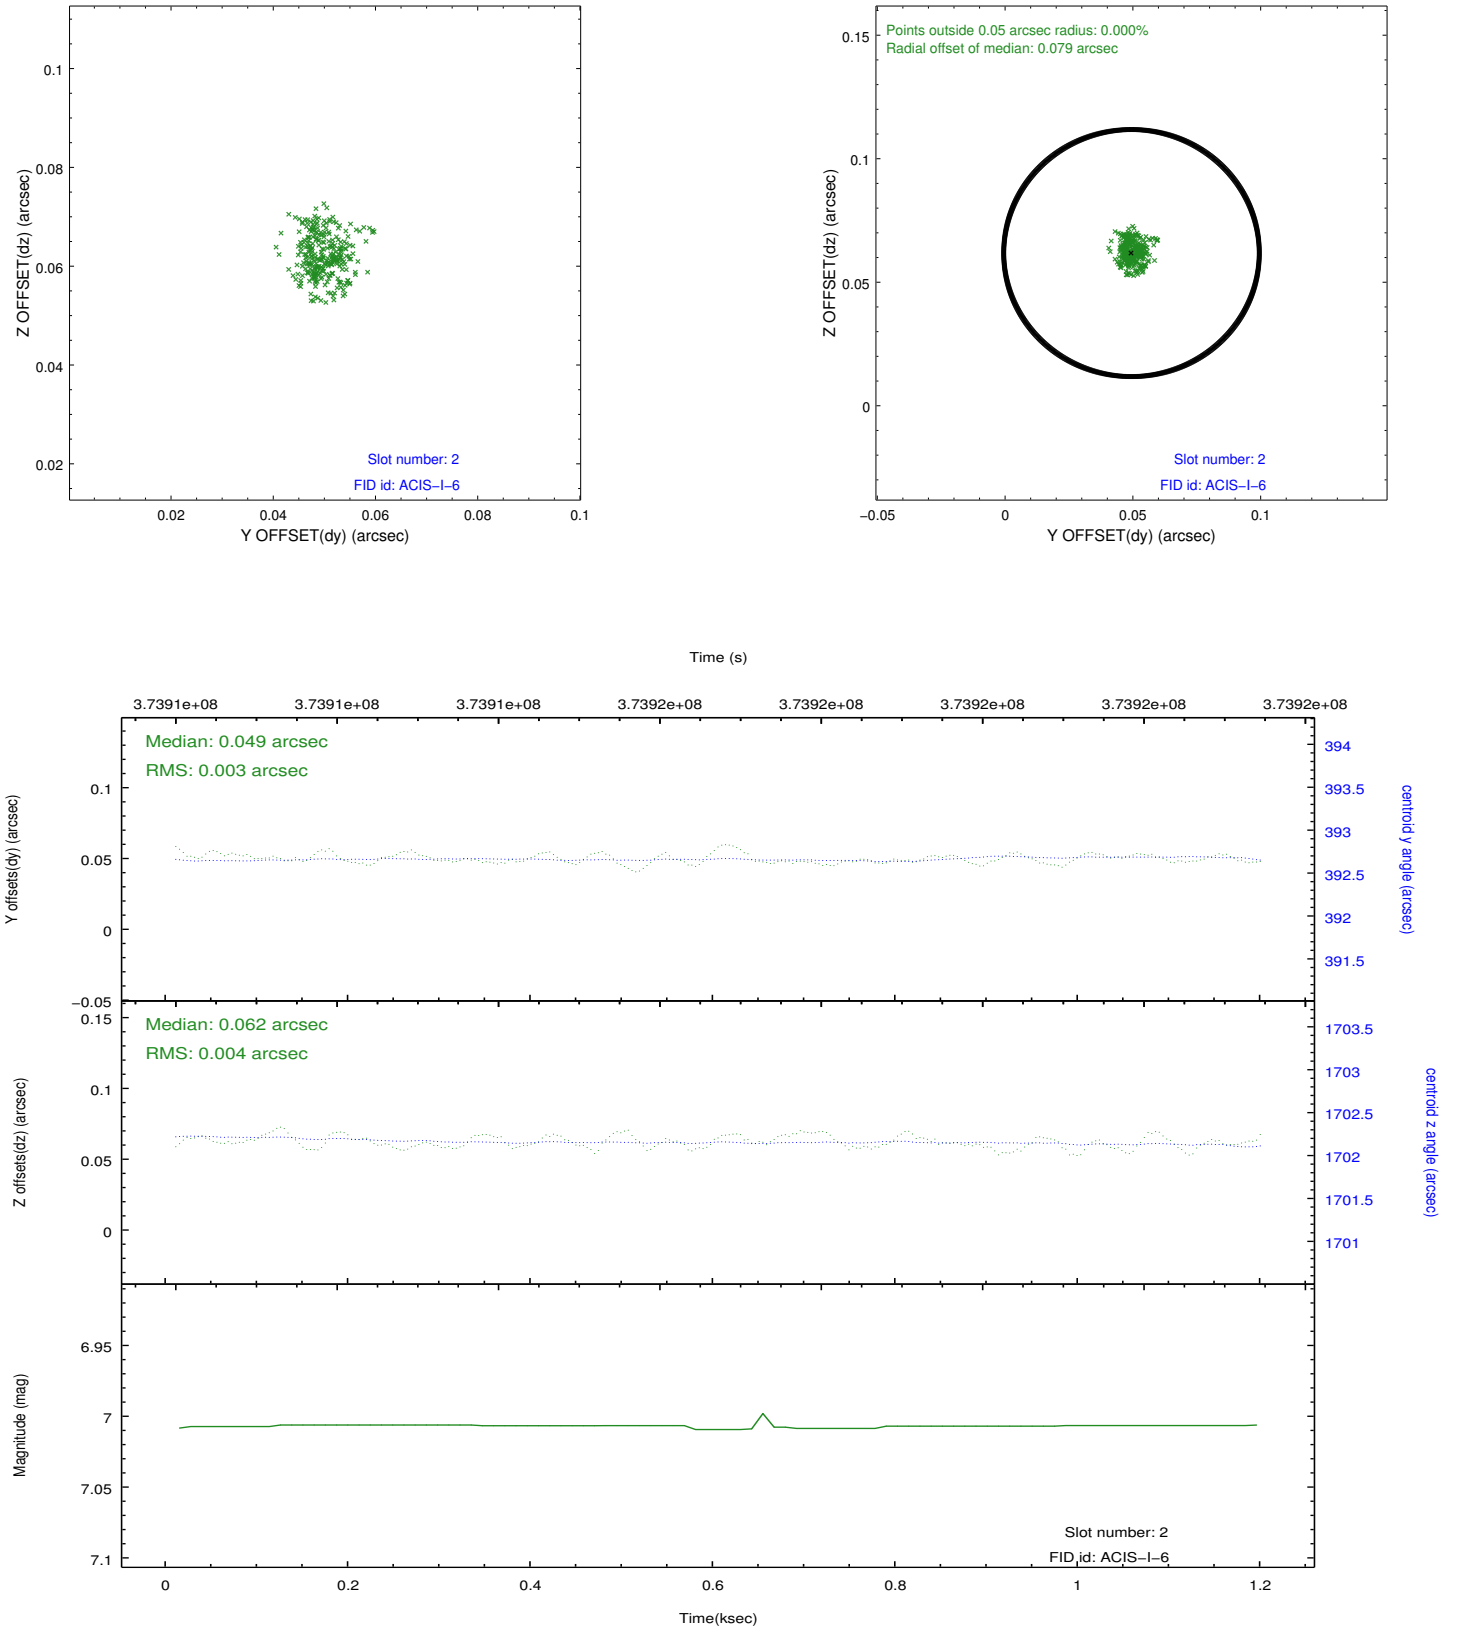 0.1
0.08
0.06
0.04
0.02
Z OFFSET(dz) (arcsec)
Slot number: 2
FID id: ACIS−I−6
0.02 0.04 0.06 0.08 0.1
Y OFFSET(dy) (arcsec)
Points outside 0.05 arcsec radius: 0.000%
Radial offset of median: 0.079 arcsec
0.15
0.1
0.05
0
Z OFFSET(dz) (arcsec)
Slot number: 2
FID id: ACIS−I−6
−0.05 0 0.05 0.1
Y OFFSET(dy) (arcsec)
Time (s)
3.7391e+08 3.7391e+08 3.7391e+08 3.7392e+08 3.7392e+08 3.7392e+08 3.7392e+08 3.7392e+08
Median: 0.049 arcsec
RMS: 0.003 arcsec
0.1
0.05
0
−0.05
Y offsets(dy) (arcsec)
394
393.5
393
392.5
392
391.5
centroid y angle (arcsec)
Median: 0.062 arcsec
RMS: 0.004 arcsec
0.15
0.1
0.05
0
Z offsets(dz) (arcsec)
1703.5
1703
1702.5
1702
1701.5
1701
centroid z angle (arcsec)
6.95
7
7.05
7.1
Magnitude (mag)
Slot number: 2
FID id: ACIS−I−6
0 0.2 0.4 0.6 0.8 1 1.2
Time(ksec)